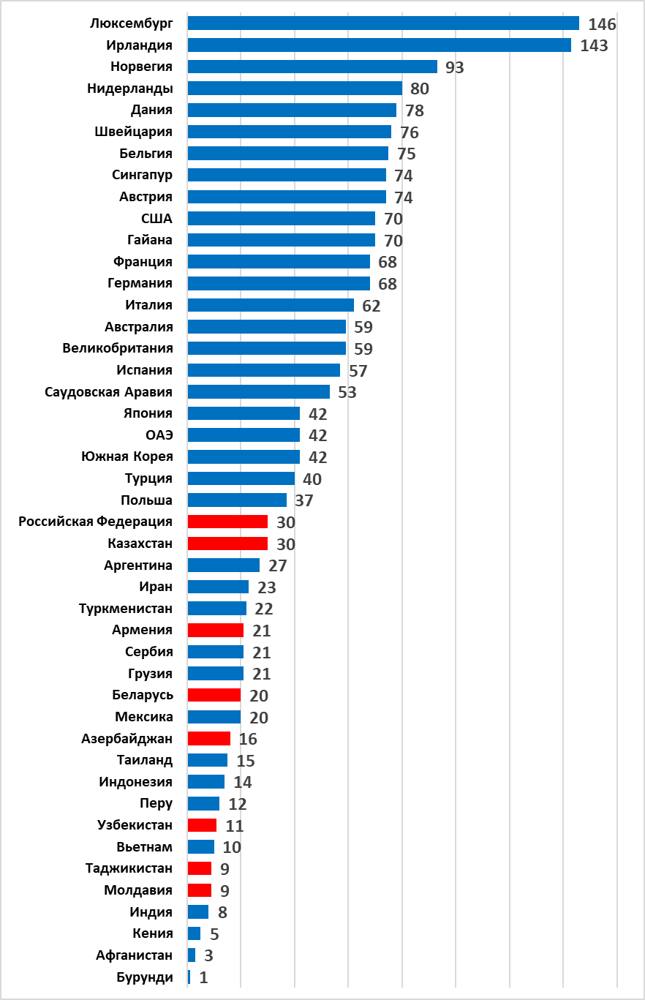 Люксембург 146
Ирландия 143
Норвегия 93
Нидерланды 80
Дания 78
Швейцария 76
Бельгия 75
Сингапур 74
Австрия 74
США 70
Гайана 70
Франция 68
Германия 68
Италия 62
Австралия 59
Великобритания 59
Испания 57
Саудовская Аравия 53
Япония 42
ОАЭ 42
Южная Корея 42
Турция 40
Польша 37
Российская Федерация 30
Казахстан 30
Аргентина 27
Иран 23
Туркменистан 22
Армения 21
Сербия 21
Грузия 21
Беларусь 20
Мексика 20
Азербайджан 16
Таиланд 15
Индонезия 14
Перу 12
Узбекистан 11
Вьетнам 10
Таджикистан 9
Молдавия 9
Индия 8
Кения 5
Афганистан 3
Бурунди 1